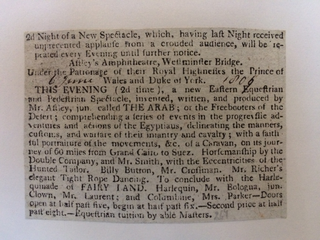 2d Night of a New Spectacle, which, having last Night received
unprecented applause from a crouded audience, will be re-
peated every Evening until further notice.
Astley's Amphitheatre, Westminster Bridge.
Under the Patronage of their Royal Highnesses the Prince of
Wales and Duke of York. 1806
THIS EVENING (2d time), a new Eastern Equestrian
and Pedestrian Spectacle, invented, written, and produced by
Mr. Astley, jun. called THE ARAB; or the Freebooters of the
Desert; comprehending a series of events in the progressive ad-
ventures and actions of the Egyptians, delineating the manners,
customs, and warfare of their infantry and cavalry; with a faith-
ful portraiture of the movements, &c. of a Caravan, on its jour-
ney of 60 miles from Grand Cairo to Suez. Horsemanship by the
Double Company, and Mr. Smith, with the Eccentricities of the
Hunted Tailor. Billy Button, Mr. Crossman. Mr. Richer's
elegant Tight Rope Dancing. To conclude with the Harle-
quinade of FAIRY LAND. Harlequin, Mr. Bologna, jun.
Clown, Mr. Laurent; and Columbine, Mrs. Parker—Doors
open at half past five, begin at half past six.—Second price at half
past eight.—Equestrian tuition by able Masters.